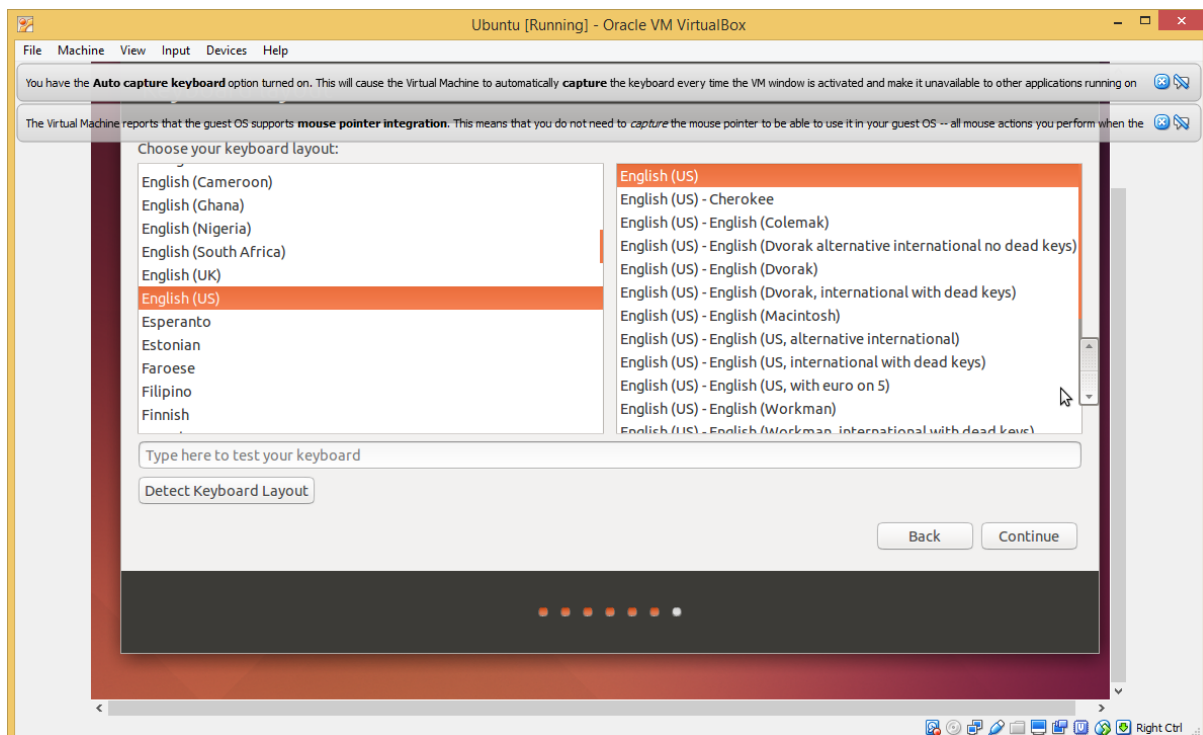 Ubuntu [Running] - Oracle VM VirtualBox
File Machine View Input Devices Help
You have the Auto capture keyboard option turned on. This will cause the Virtual Machine to automatically capture the keyboard every time the VM window is activated and make it unavailable to other applications running on
The Virtual Machine reports that the guest OS supports mouse pointer integration. This means that you do not need to capture the mouse pointer to be able to use it in your guest OS -- all mouse actions you perform when the
Choose your keyboard layout:
English (Cameroon)
English (Ghana)
English (Nigeria)
English (South Africa)
English (UK)
English (US)
Esperanto
Estonian
Faroese
Filipino
Finnish
English (US)
English (US) - Cherokee
English (US) - English (Colemak)
English (US) - English (Dvorak alternative international no dead keys)
English (US) - English (Dvorak)
English (US) - English (Dvorak, international with dead keys)
English (US) - English (Macintosh)
English (US) - English (US, alternative international)
English (US) - English (US, international with dead keys)
English (US) - English (US, with euro on 5)
English (US) - English (Workman)
English (US) - English (Workman, international with dead keys)
Type here to test your keyboard
Detect Keyboard Layout
Back Continue
Right Ctrl